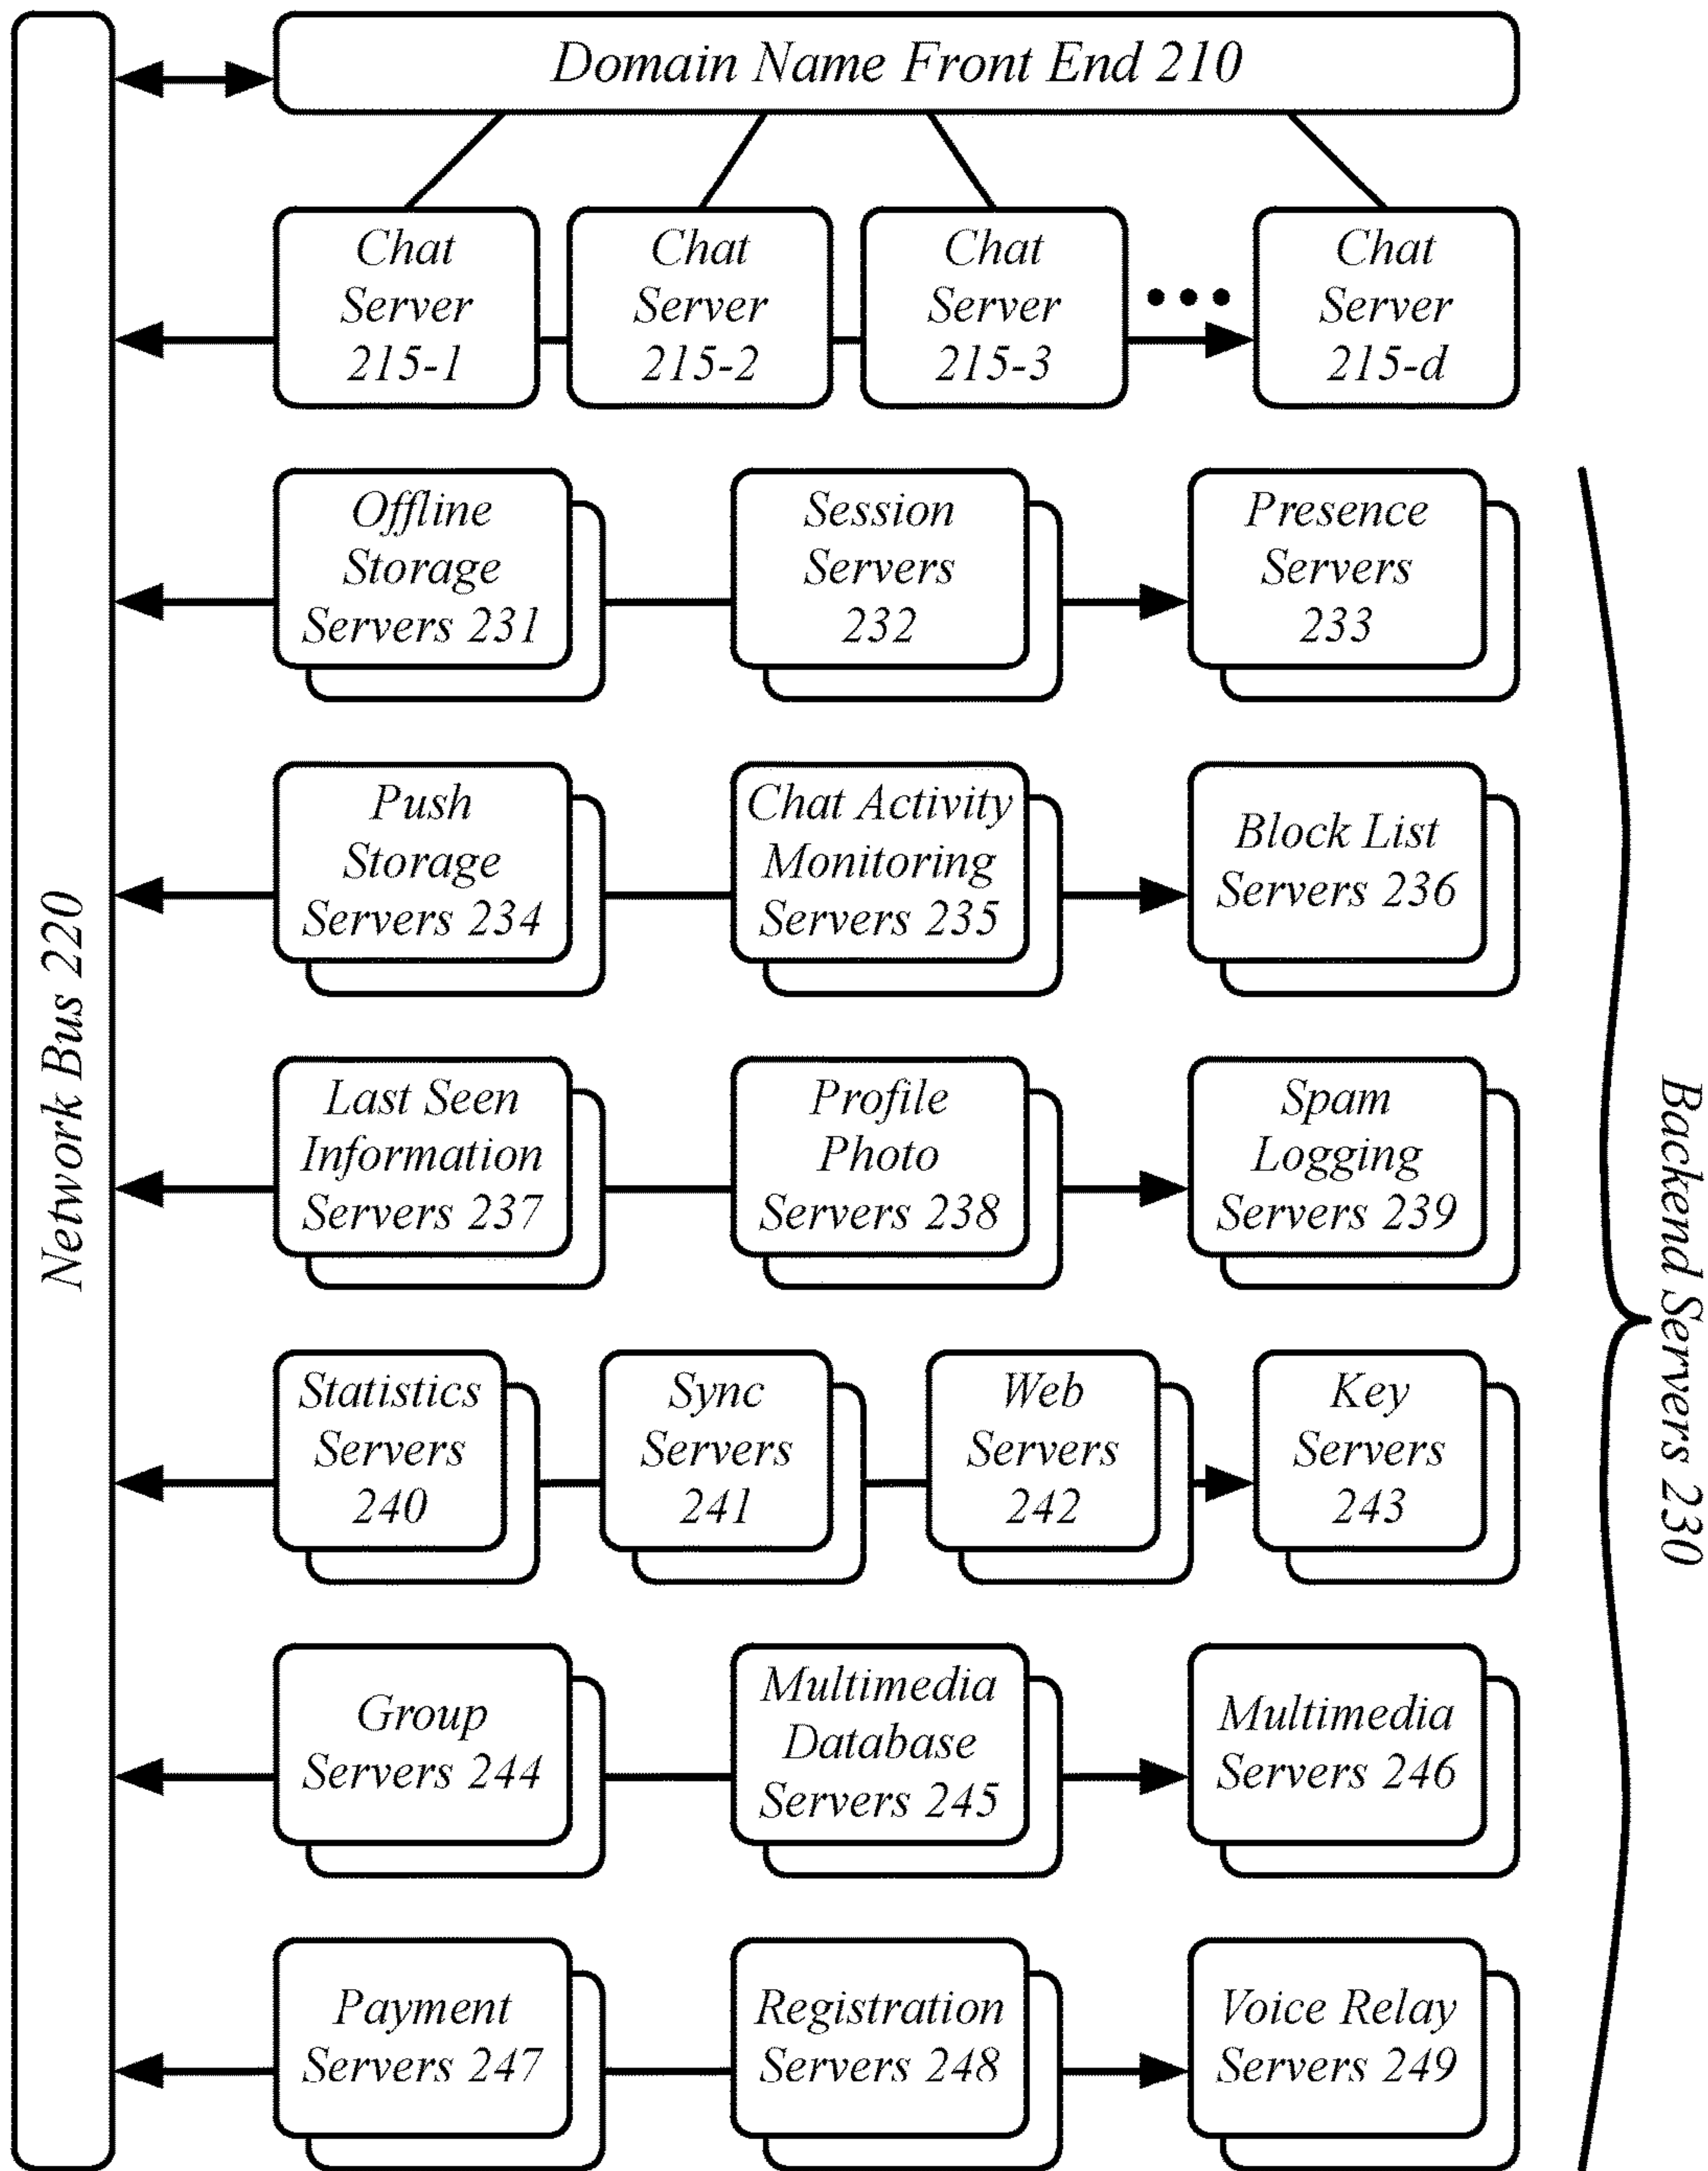 Domain Name Front End 210
Chat
Server
215-1
Chat
Server
215-2
Chat
Server
215-3
Chat
Server
215-d
Network Bus 220
Offline
Storage
Servers 231
Session
Servers
232
Presence
Servers
233
Push
Storage
Servers 234
Chat Activity
Monitoring
Servers 235
Block List
Servers 236
Last Seen
Information
Servers 237
Profile
Photo
Servers 238
Spam
Logging
Servers 239
Statistics
Servers
240
Sync
Servers
241
Web
Servers
242
Key
Servers
243
Group
Servers 244
Multimedia
Database
Servers 245
Multimedia
Servers 246
Payment
Servers 247
Registration
Servers 248
Voice Relay
Servers 249
Backend Servers 230